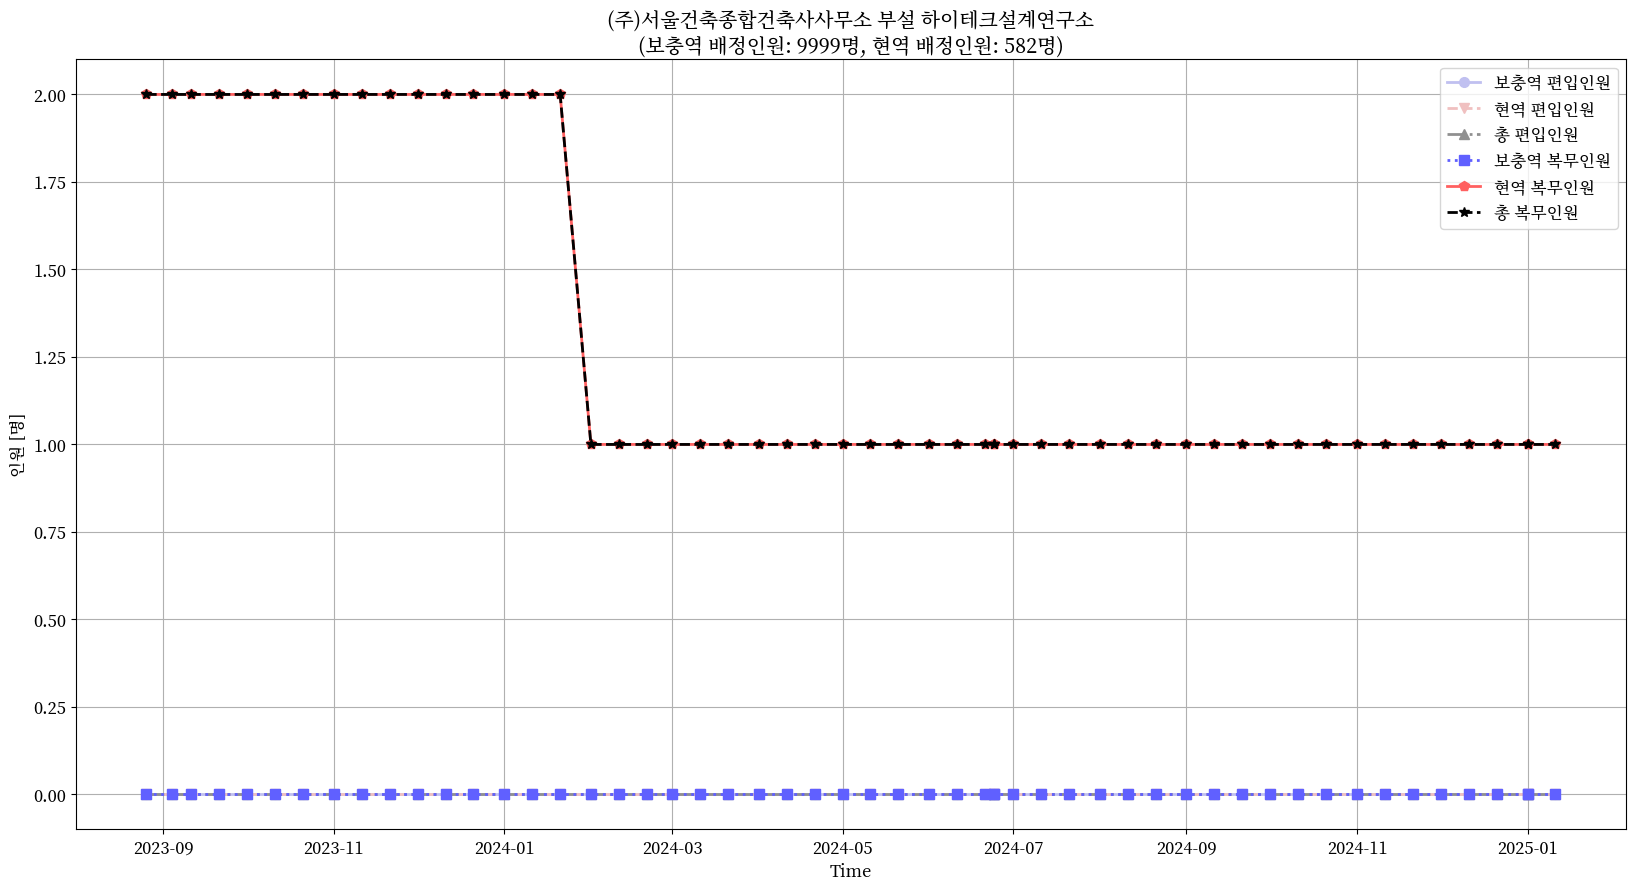 (주)서울건축종합건축사사무소 부설 하이테크설계연구소
(보충역 배정인원: 9999명, 현역 배정인원: 582명)
보충역 편입인원
현역 편입인원
총 편입인원
보충역 복무인원
현역 복무인원
총 복무인원
인원 [명]
2.00
1.75
1.50
1.25
1.00
0.75
0.50
0.25
0.00
2023-09
2023-11
2024-01
2024-03
2024-05
2024-07
2024-09
2024-11
2025-01
Time